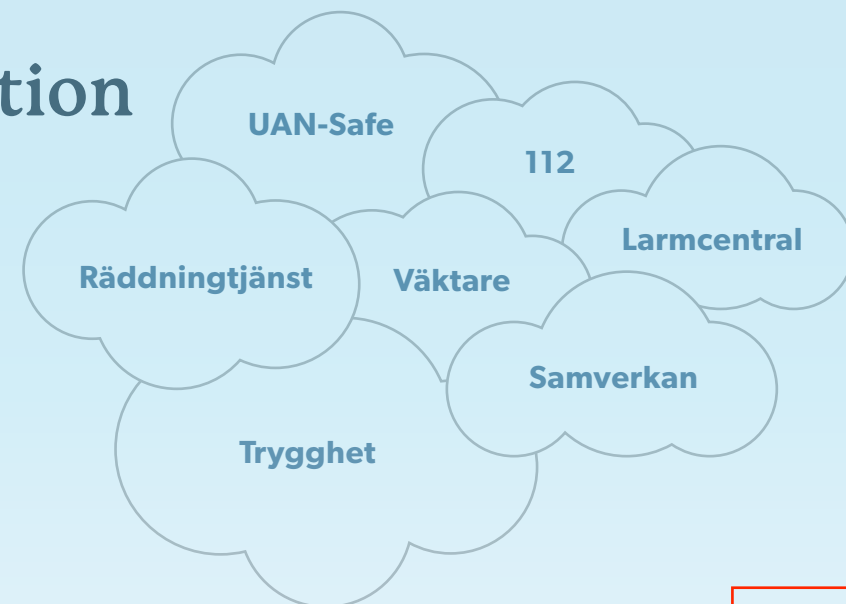 tion
UAN-Safe
112
Larmcentral
Räddningtjänst
Väktare
Samverkan
Trygghet